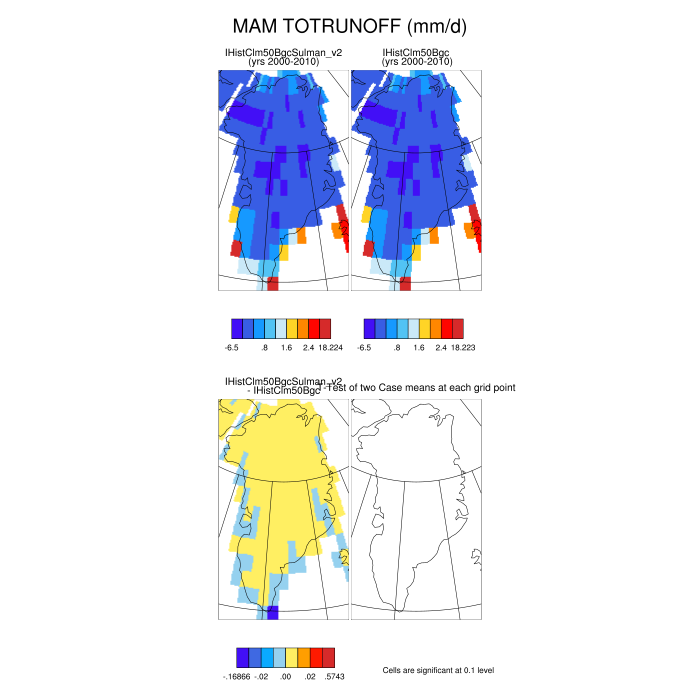 MAM TOTRUNOFF (mm/d)
IHistClm50BgcSulman_v2
(yrs 2000-2010)
IHistClm50Bgc
(yrs 2000-2010)
-6.5 .8 1.6 2.4 18.224
-6.5 .8 1.6 2.4 18.223
IHistClm50BgcSulman_v2
- IHistClm50Bgc
T-Test of two Case means at each grid point
-.16866 -.02 .00 .02 .5743
Cells are significant at 0.1 level